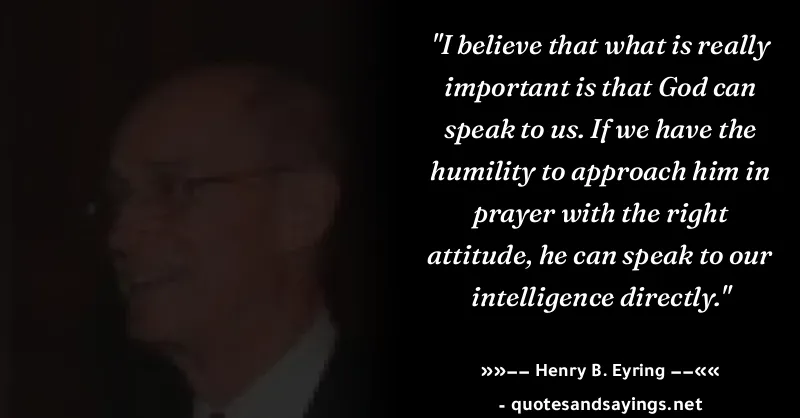 "I believe that what is really
important is that God can
speak to us. If we have the
humility to approach him in
prayer with the right
attitude, he can speak to our
intelligence directly."
»»–– Henry B. Eyring ––««
- quotesandsayings.net